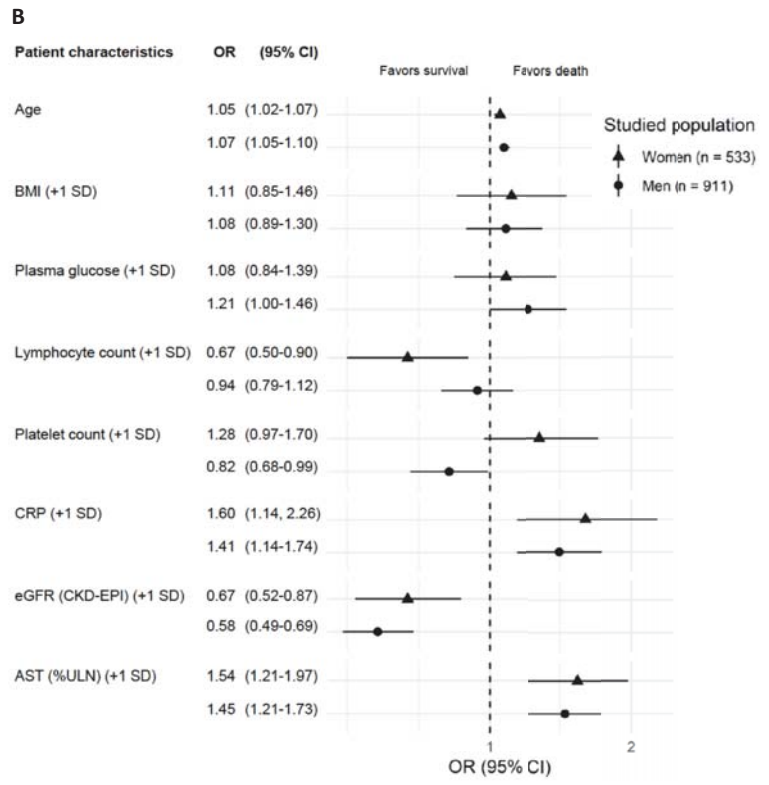 B
Patient characteristics OR (95% CI)
Favors survival Favors death
Age 1.05 (1.02-1.07)
1.07 (1.05-1.10)
Studied population
Women (n = 533)
Men (n = 911)
BMI (+1 SD) 1.11 (0.85-1.46)
1.08 (0.89-1.30)
Plasma glucose (+1 SD) 1.08 (0.84-1.39)
1.21 (1.00-1.46)
Lymphocyte count (+1 SD) 0.67 (0.50-0.90)
0.94 (0.79-1.12)
Platelet count (+1 SD) 1.28 (0.97-1.70)
0.82 (0.68-0.99)
CRP (+1 SD) 1.60 (1.14, 2.26)
1.41 (1.14-1.74)
eGFR (CKD-EPI) (+1 SD) 0.67 (0.52-0.87)
0.58 (0.49-0.69)
AST (%ULN) (+1 SD) 1.54 (1.21-1.97)
1.45 (1.21-1.73)
1 2
OR (95% CI)